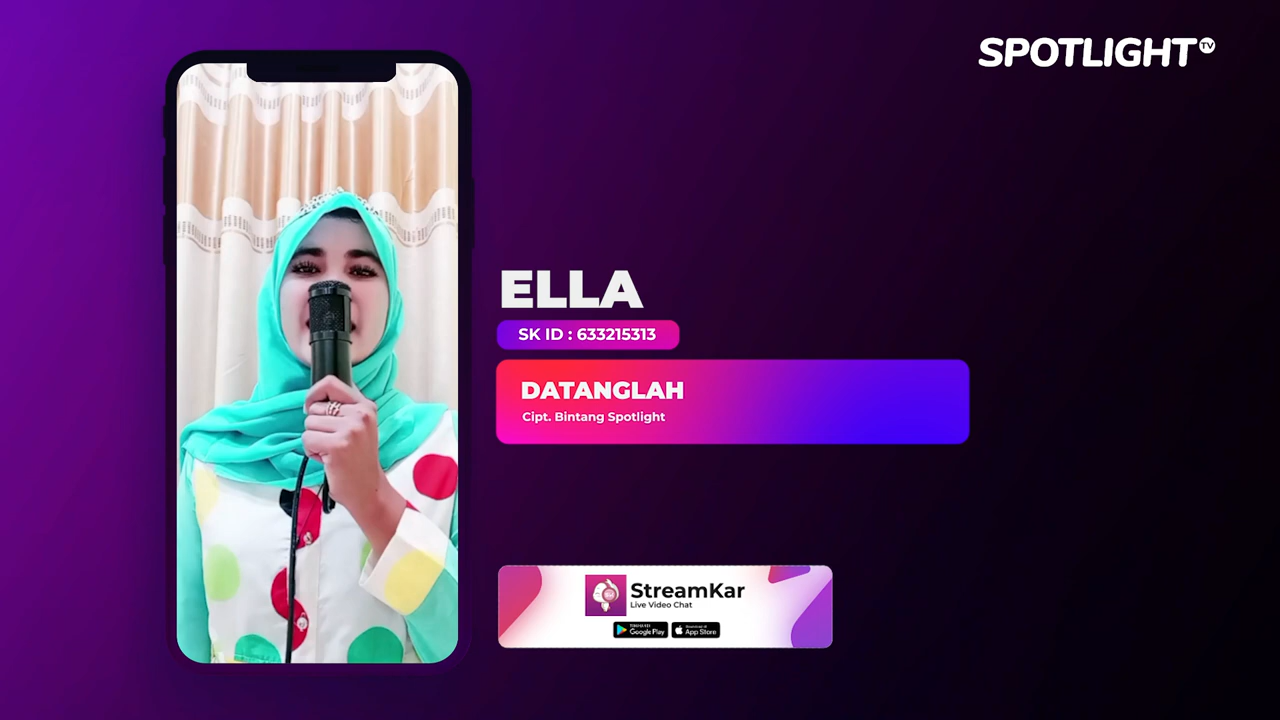 SPOTLIGHT TV
ELLA
SK ID : 633215313
DATANGLAH
Cipt. Bintang Spotlight
StreamKar
Live Video Chat
Google Play
App Store